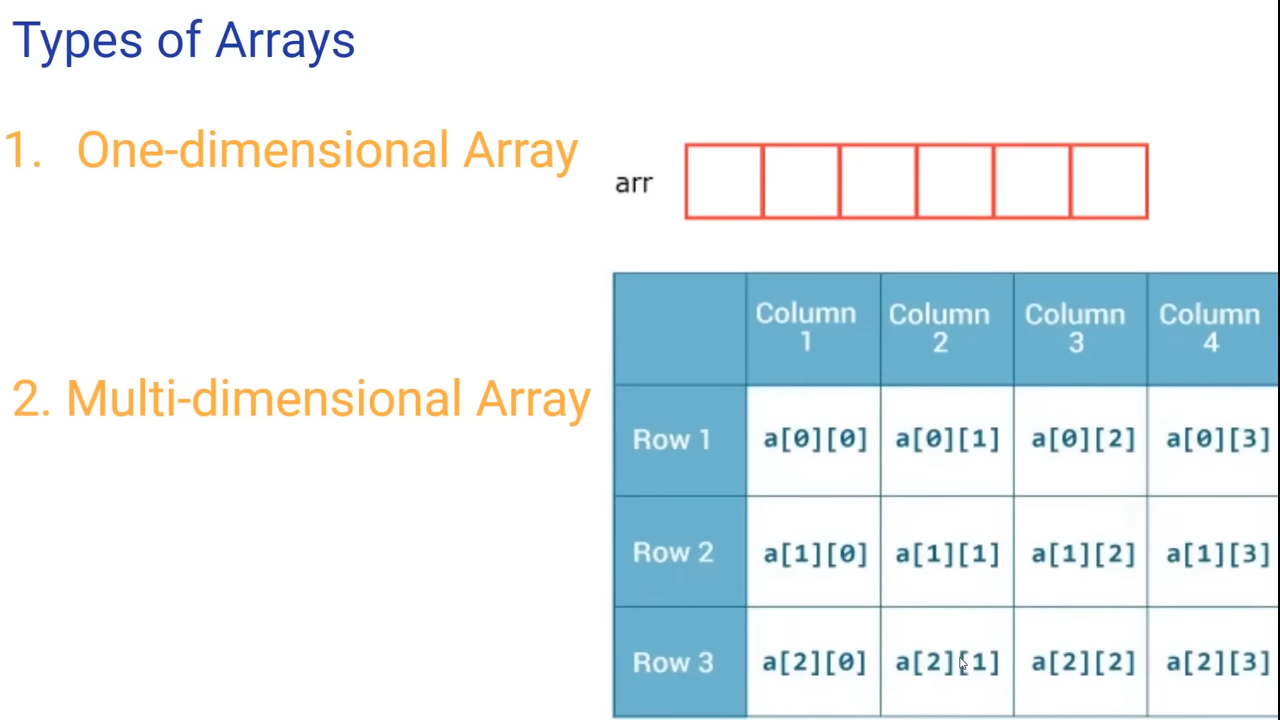 Types of Arrays
1. One-dimensional Array
arr
2. Multi-dimensional Array
Column 1 Column 2 Column 3 Column 4
Row 1 a[0][0] a[0][1] a[0][2] a[0][3]
Row 2 a[1][0] a[1][1] a[1][2] a[1][3]
Row 3 a[2][0] a[2][1] a[2][2] a[2][3]